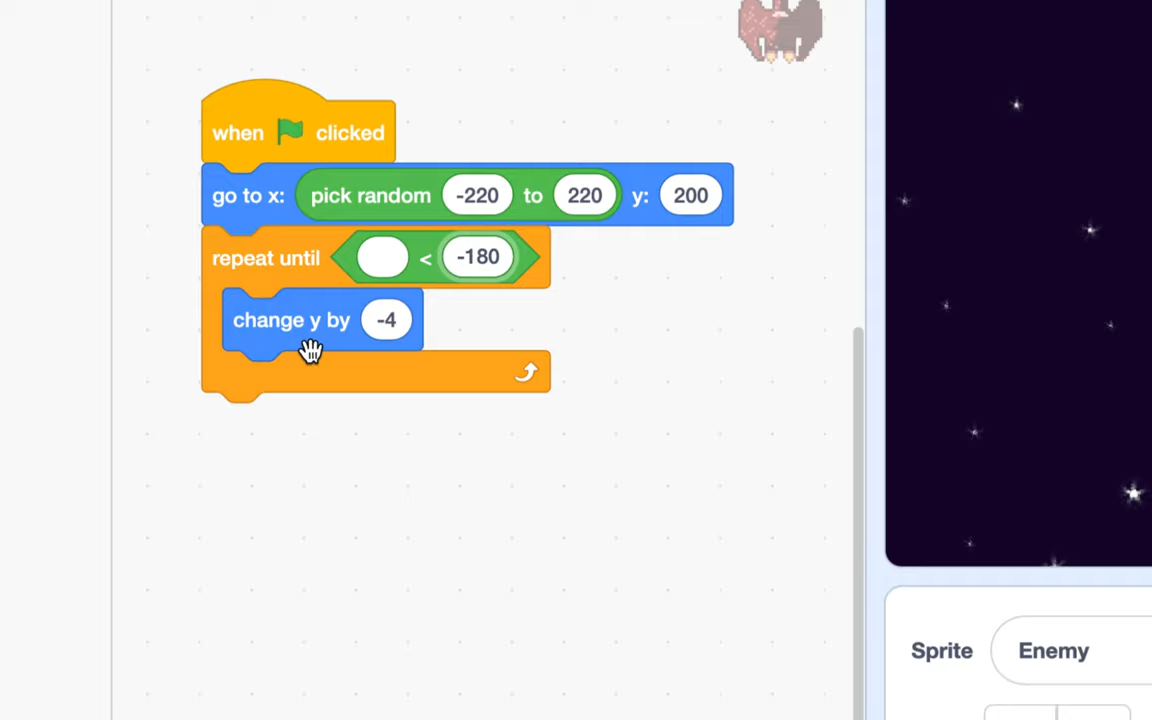 when clicked
go to x: pick random -220 to 220 y: 200
repeat until < -180
change y by -4
Sprite Enemy